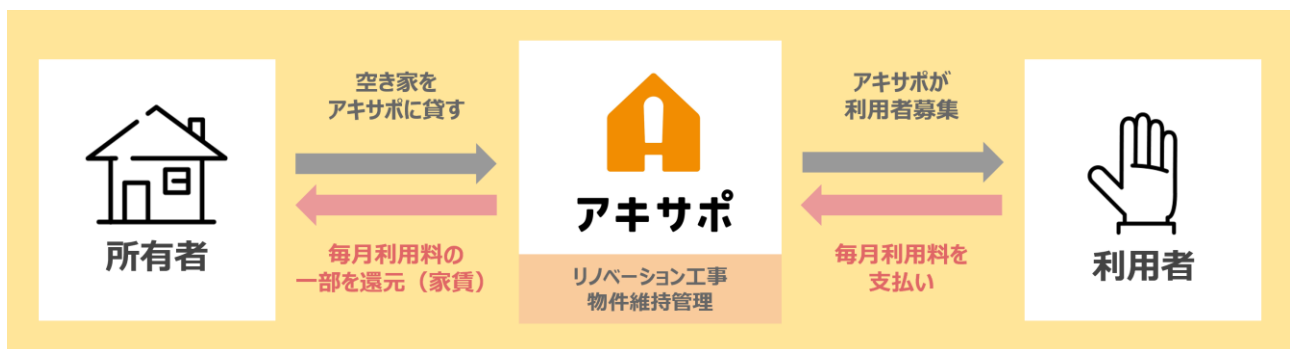 所有者
空き家を
アキサポに貸す
毎月利用料の
一部を還元（家賃）
アキサポ
リノベーション工事
物件維持管理
アキサポが
利用者募集
毎月利用料を
支払い
利用者